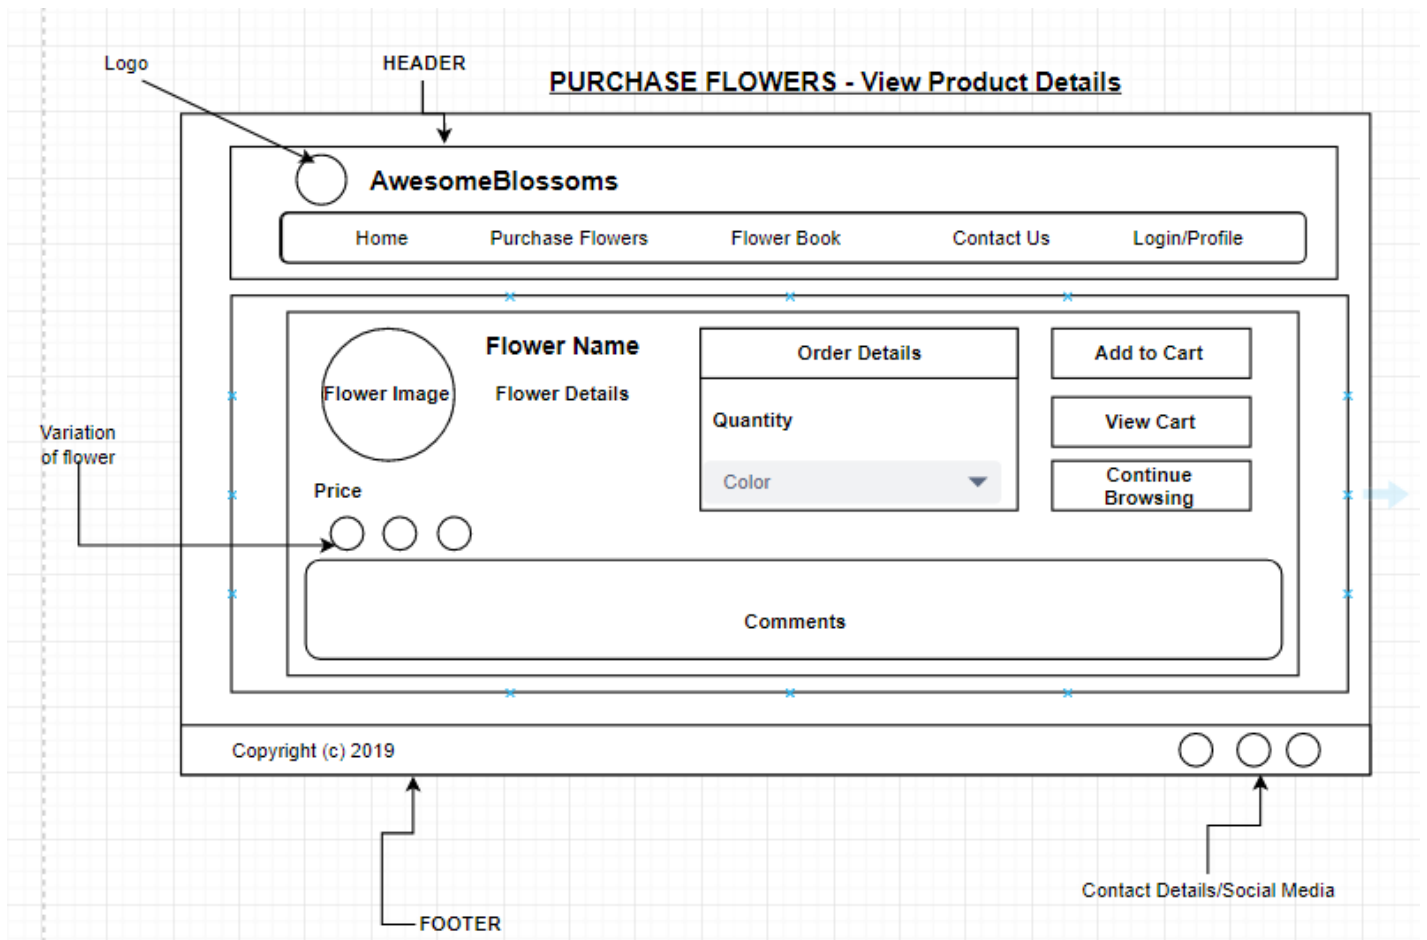 Logo
HEADER
PURCHASE FLOWERS - View Product Details
AwesomeBlossoms
Home
Purchase Flowers
Flower Book
Contact Us
Login/Profile
Flower Image
Flower Name
Flower Details
Order Details
Quantity
Color
Add to Cart
View Cart
Continue
Browsing
Variation
of flower
Price
Comments
Copyright (c) 2019
Contact Details/Social Media
FOOTER